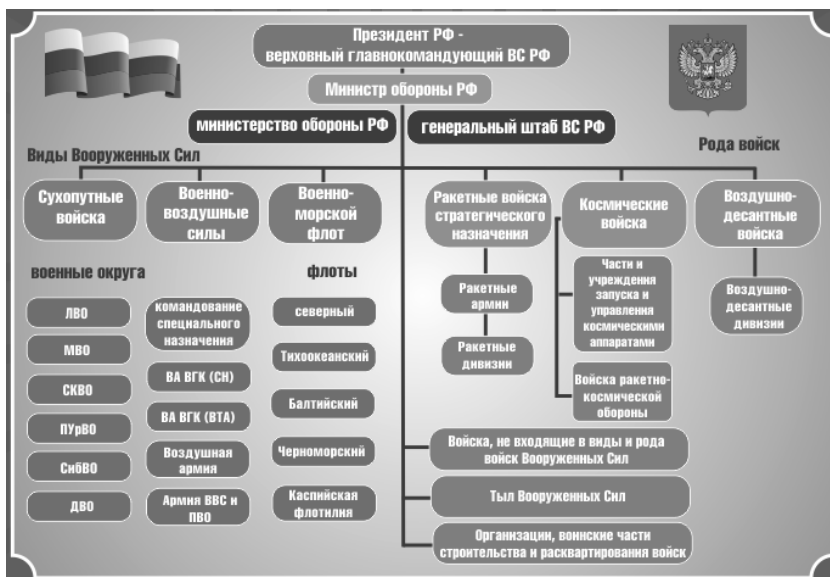 Президент РФ -
верховный главнокомандующий ВС РФ
Министр обороны РФ
министерство обороны РФ
генеральный штаб ВС РФ
Виды Вооруженных Сил
Рода войск
Сухопутные
войска
Военно-
воздушные
силы
Военно-
морской
флот
Ракетные войска
стратегического
назначения
Космические
войска
Воздушно-
десантные
войска
военные округа
флоты
ЛВО
МВО
СКВО
ПУрВО
СибВО
ДВО
командование
специального
назначения
ВА ВГК (СН)
ВА ВГК (ВТА)
Воздушная
армия
Армия ВВС и
ПВО
северный
Тихоокеанский
Балтийский
Черноморский
Каспийская
флотилня
Ракетные
армин
Ракетные
дивизни
Части и
учреждения
запуска и
управления
космическими
аппаратами
Войска ракетно-
космической
обороны
Воздушно-
десантные
дивизни
Войска, не входящие в виды и рода
войск Вооруженных Сил
Тыл Вооруженных Сил
Организации, воинские части
строительства и расквартирования войск